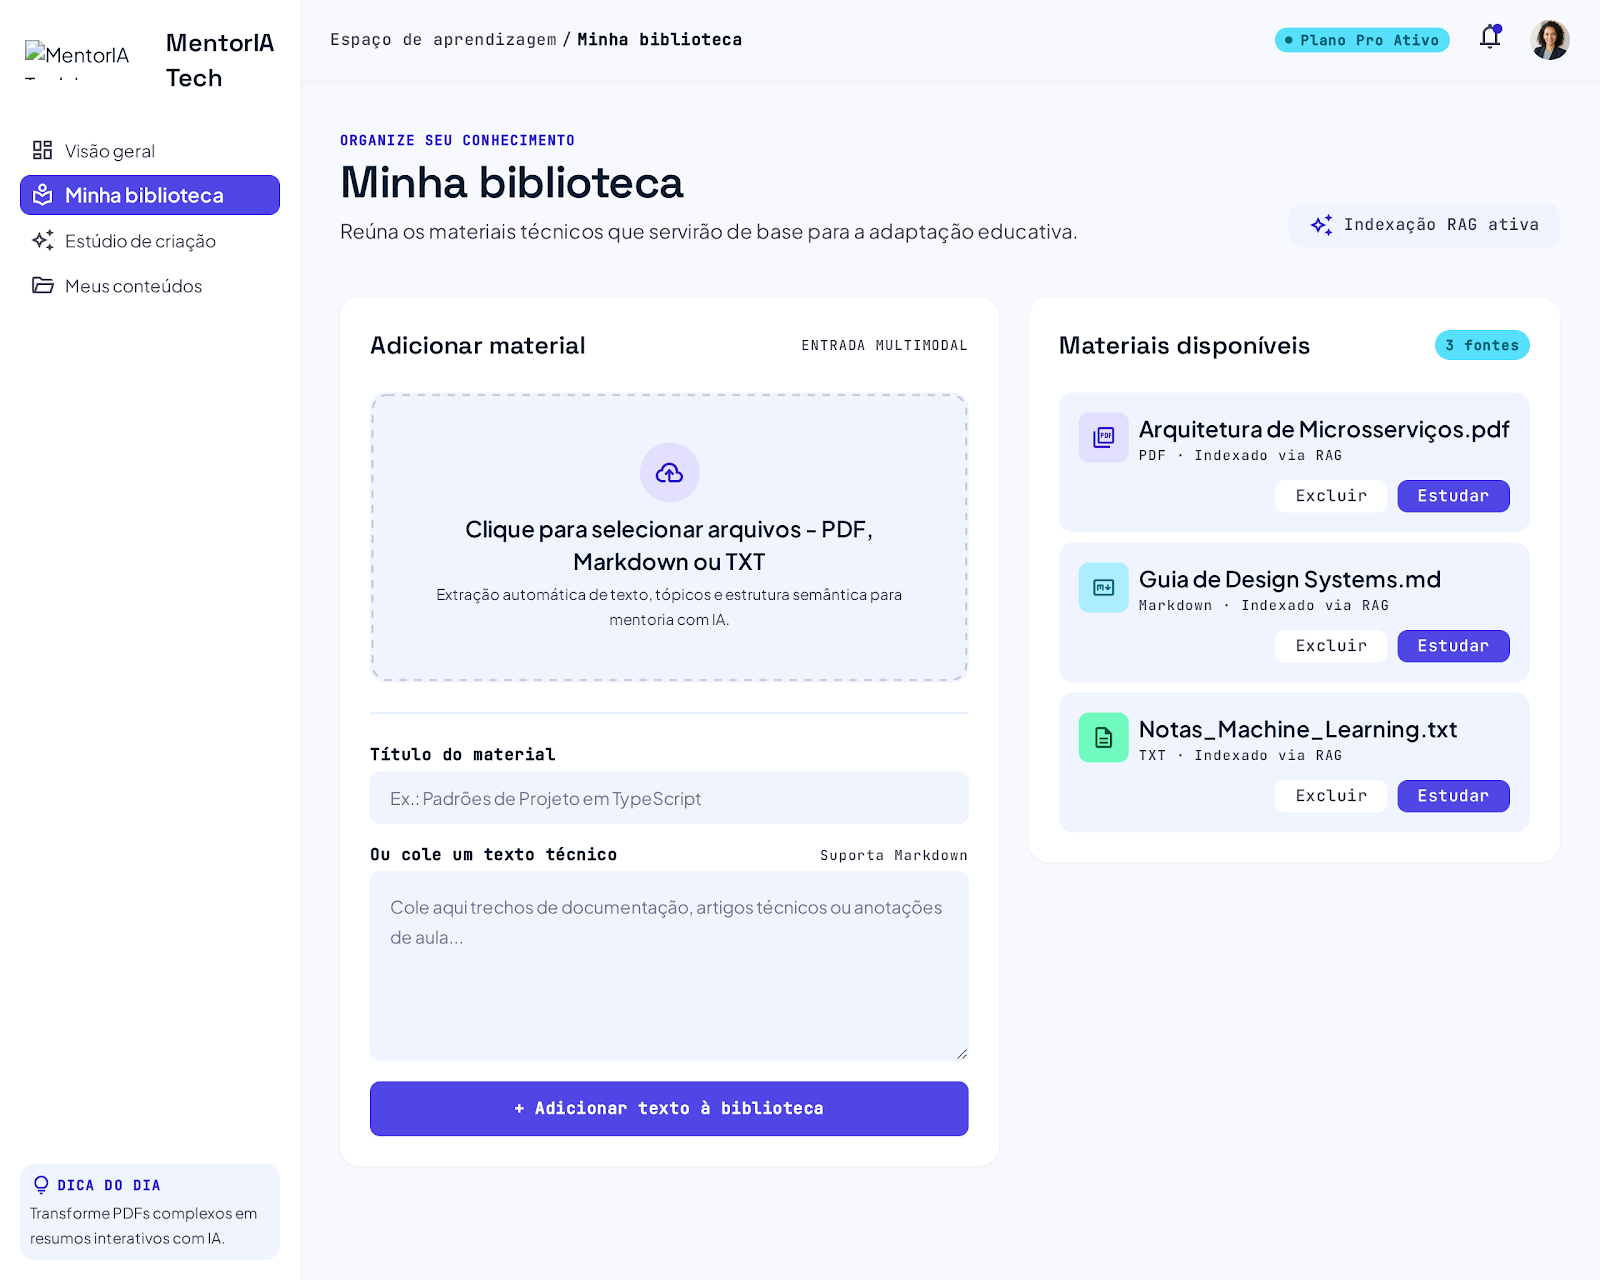 MentorIA
MentorIA
Tech
Visão geral
Minha biblioteca
Estúdio de criação
Meus conteúdos
DICA DO DIA
Transforme PDFs complexos em
resumos interativos com IA.
Espaço de aprendizagem / Minha biblioteca
Plano Pro Ativo
ORGANIZE SEU CONHECIMENTO
Minha biblioteca
Reúna os materiais técnicos que servirão de base para a adaptação educativa.
Indexação RAG ativa
Adicionar material
ENTRADA MULTIMODAL
Clique para selecionar arquivos – PDF,
Markdown ou TXT
Extração automática de texto, tópicos e estrutura semântica para
mentoria com IA.
Título do material
Ex.: Padrões de Projeto em TypeScript
Ou cole um texto técnico
Suporta Markdown
Cole aqui trechos de documentação, artigos técnicos ou anotações
de aula...
+ Adicionar texto à biblioteca
Materiais disponíveis
3 fontes
PDF
Arquitetura de Microsserviços.pdf
PDF · Indexado via RAG
Excluir
Estudar
Guia de Design Systems.md
Markdown · Indexado via RAG
Excluir
Estudar
Notas_Machine_Learning.txt
TXT · Indexado via RAG
Excluir
Estudar